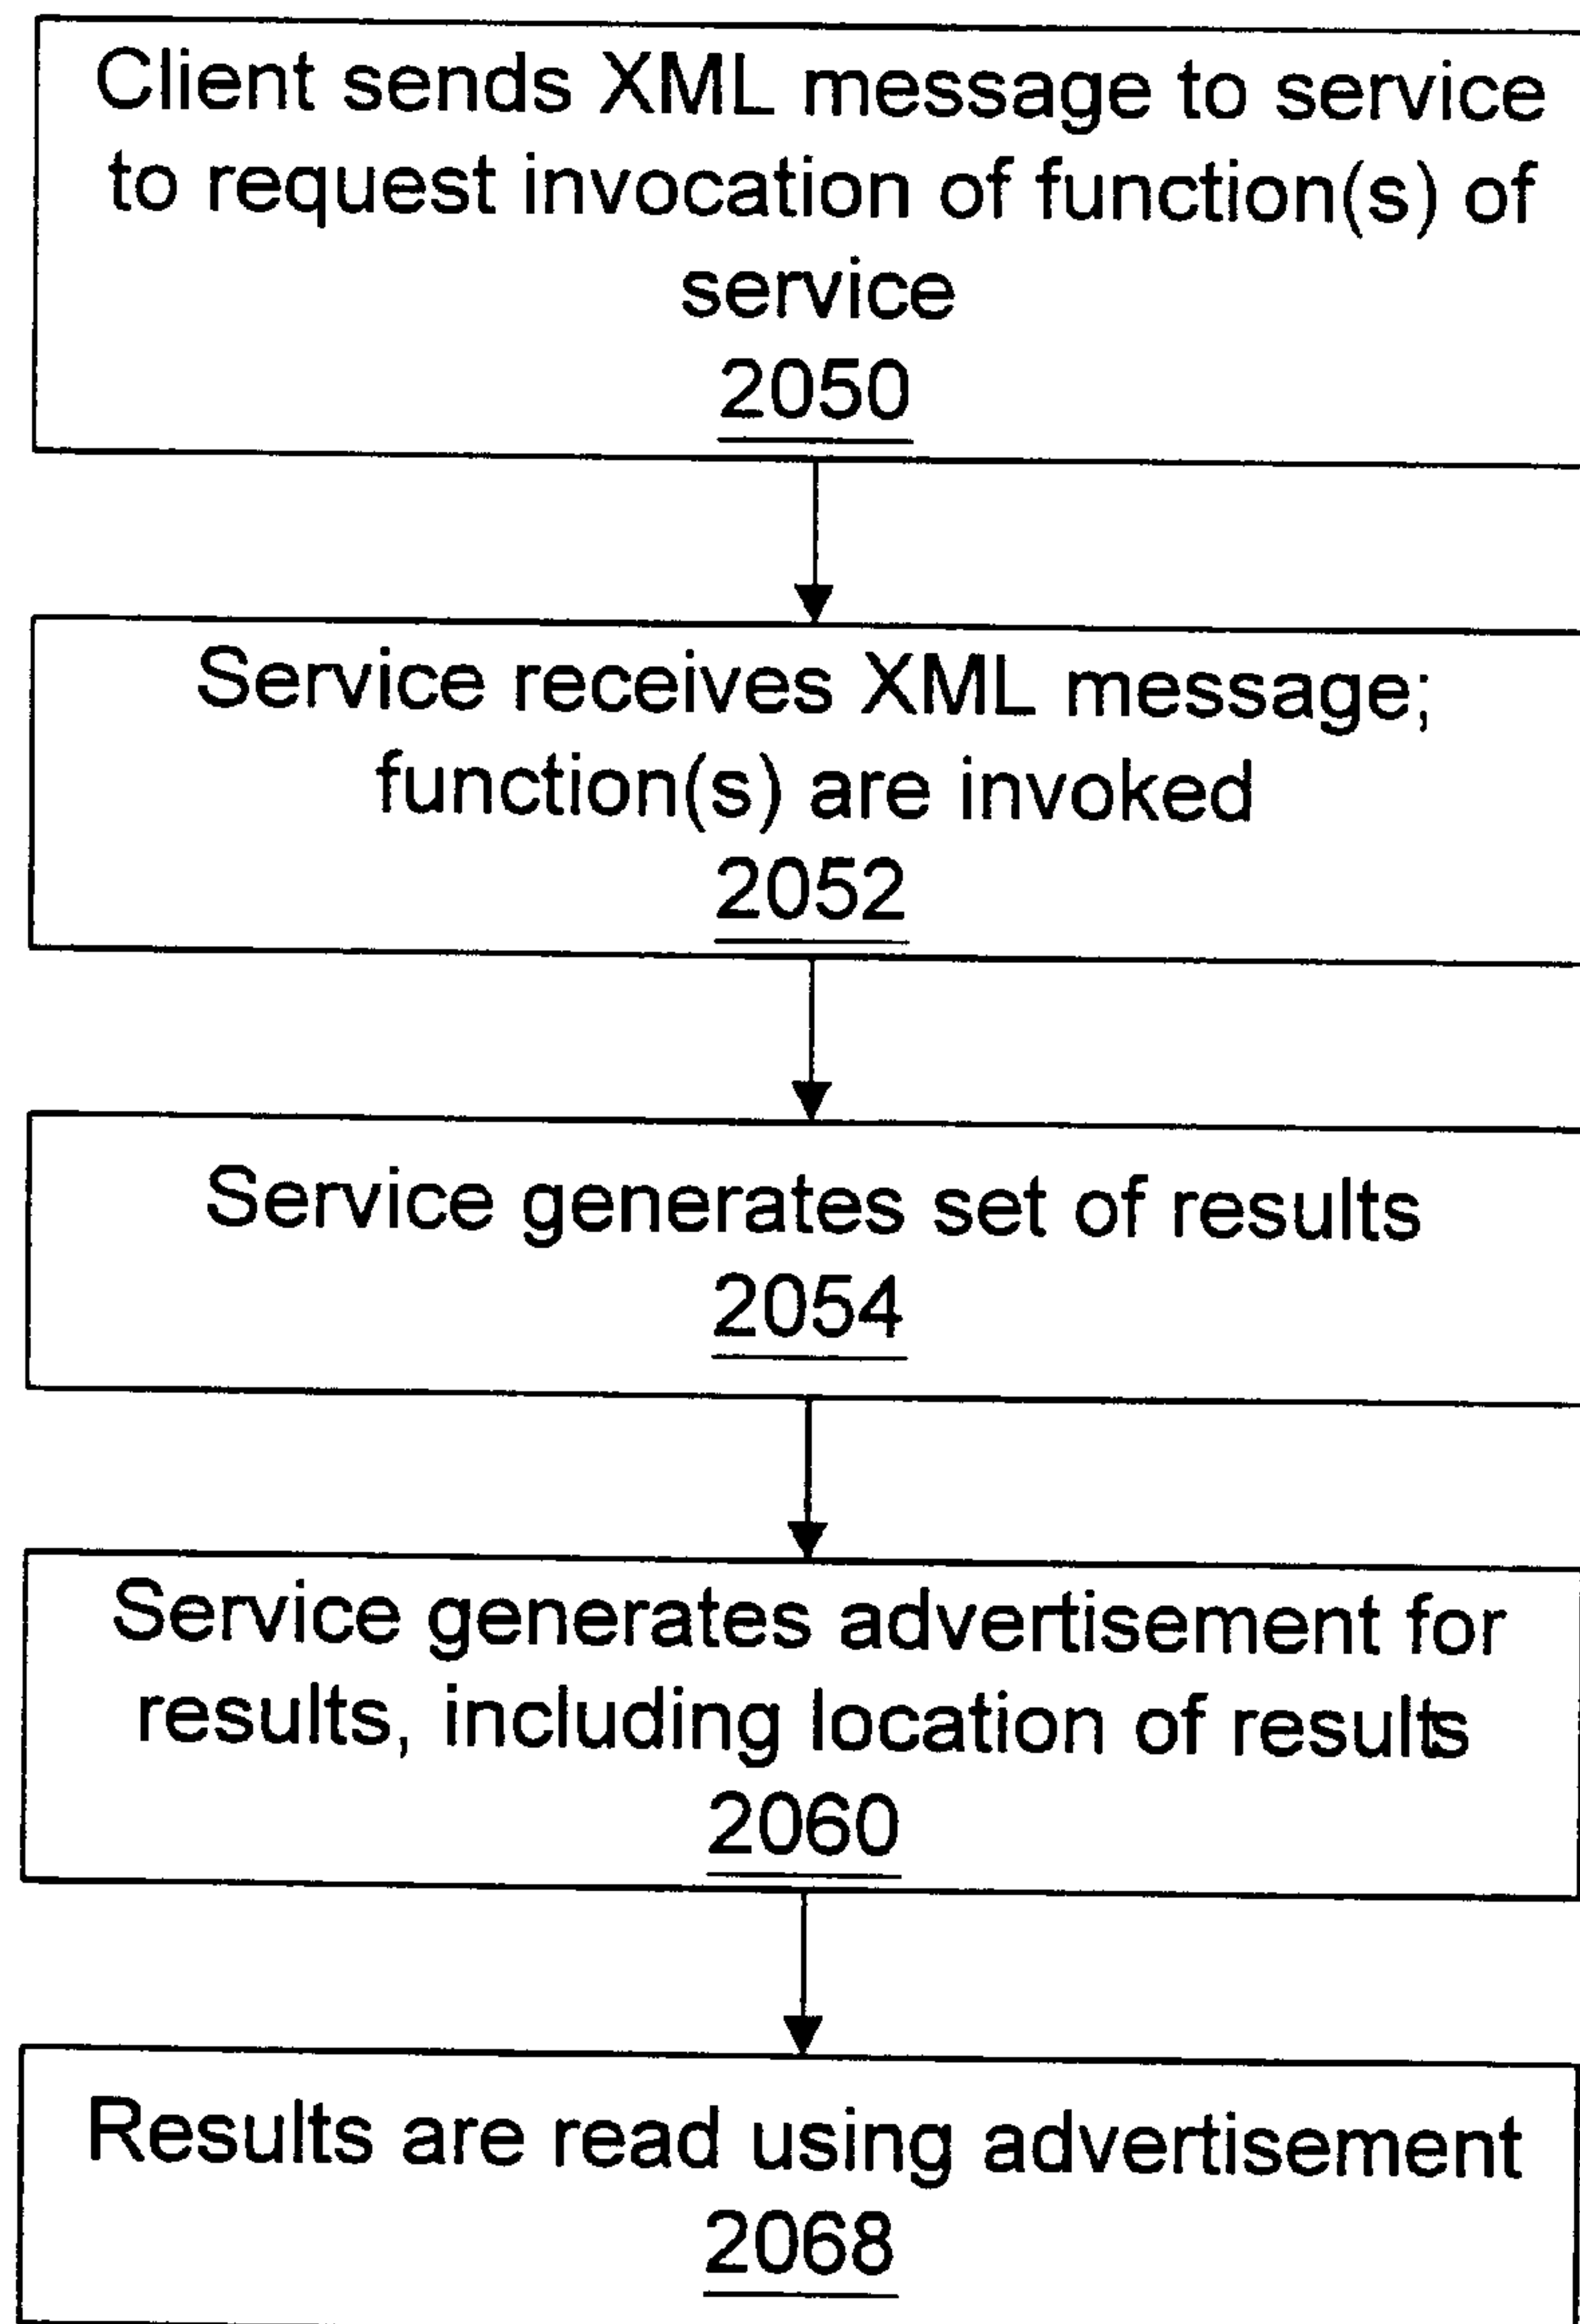 Client sends XML message to service
to request invocation of function(s) of
service
2050
Service receives XML message;
function(s) are invoked
2052
Service generates set of results
2054
Service generates advertisement for
results, including location of results
2060
Results are read using advertisement
2068